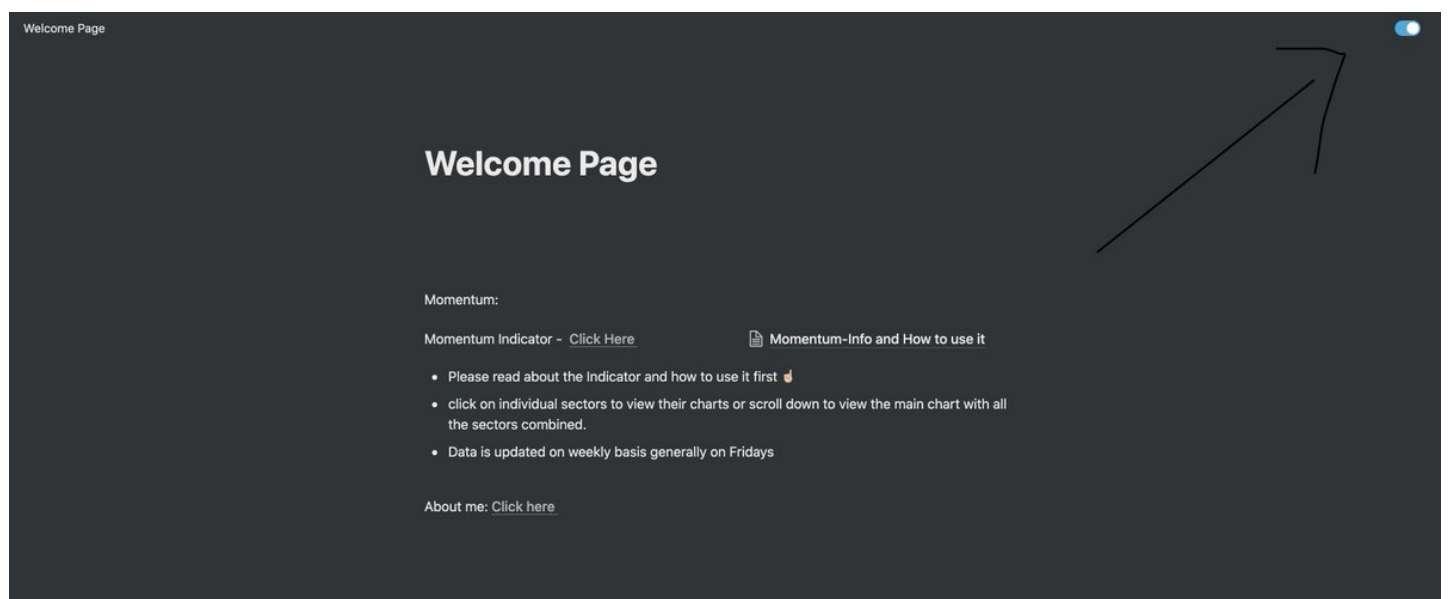 Welcome Page
Welcome Page
Momentum:
Momentum Indicator - Click Here
Momentum-Info and How to use it
Please read about the Indicator and how to use it first ☝🏼
click on individual sectors to view their charts or scroll down to view the main chart with all
the sectors combined.
Data is updated on weekly basis generally on Fridays
About me: Click here